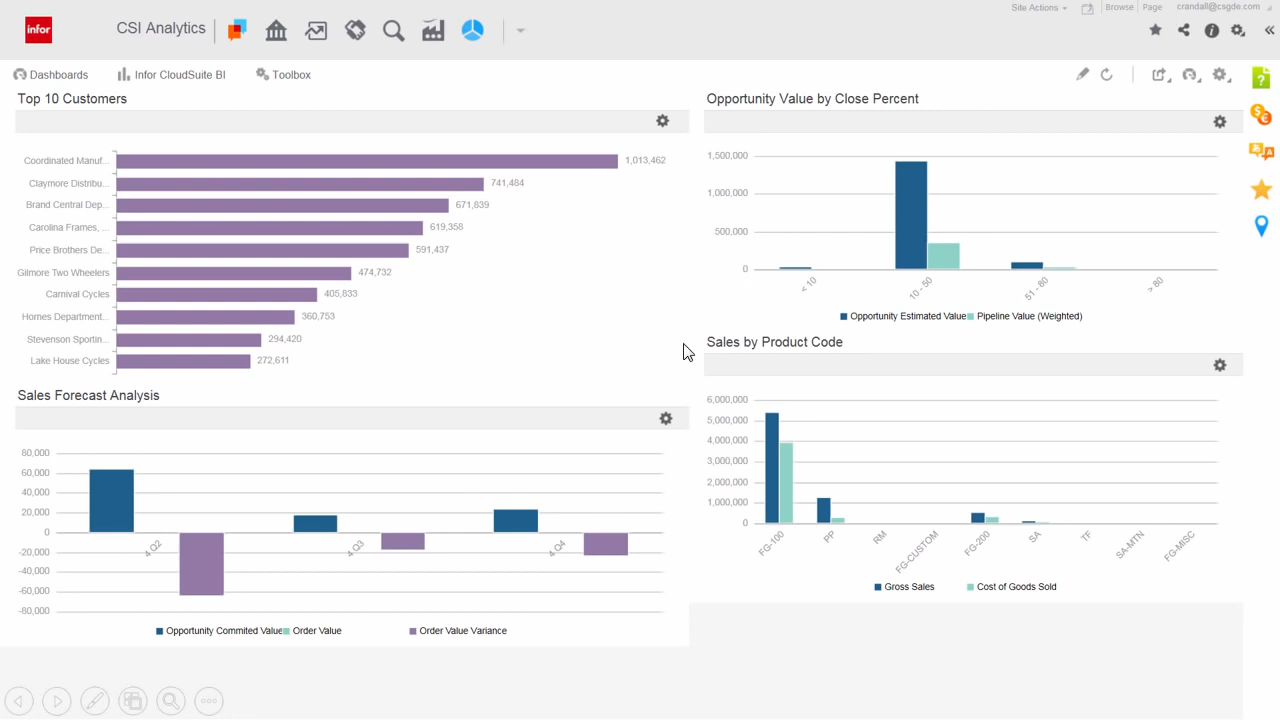 Site Actions
Browse
Page
crandall@csgde.com
infor
CSI Analytics
Dashboards
Infor CloudSuite BI
Toolbox
Top 10 Customers
Coordinated Manuf... 1,013,462
Claymore Distribu... 741,484
Brand Central Dep... 671,839
Carolina Frames, ... 619,358
Price Brothers De... 591,437
Gilmore Two Wheelers 474,732
Carnival Cycles 405,833
Homes Department... 360,753
Stevenson Sportin... 294,420
Lake House Cycles 272,611
Opportunity Value by Close Percent
1,500,000
1,000,000
500,000
0
< 10
10 - 50
51 - 80
> 80
Opportunity Estimated Value
Pipeline Value (Weighted)
Sales Forecast Analysis
80,000
60,000
40,000
20,000
0
-20,000
-40,000
-60,000
-80,000
4 Q2
4 Q3
4 Q4
Opportunity Commited Value
Order Value
Order Value Variance
Sales by Product Code
6,000,000
5,000,000
4,000,000
3,000,000
2,000,000
1,000,000
0
FG-100
PP
RM
FG-CUSTOM
FG-200
SA
TF
SA-MTN
FG-MISC
Gross Sales
Cost of Goods Sold